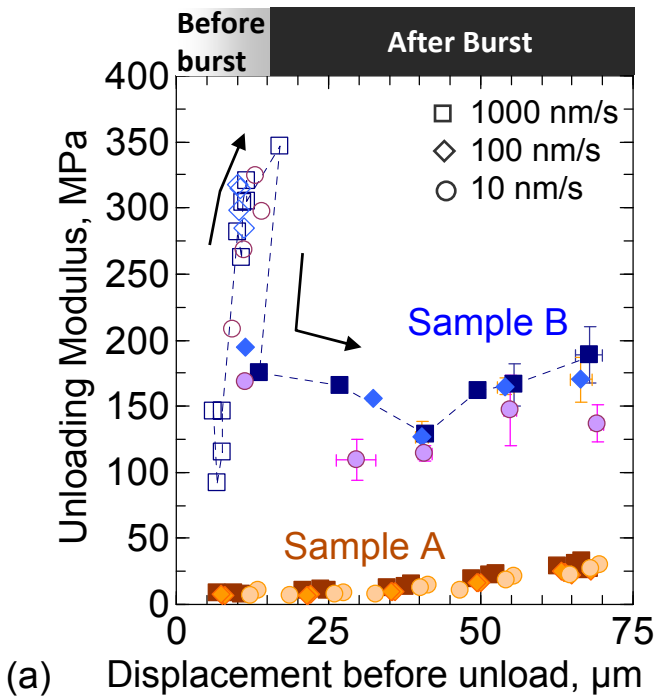 Before
burst
After Burst
400
350
300
250
200
150
100
50
0
Unloading Modulus, MPa
1000 nm/s
100 nm/s
10 nm/s
Sample B
Sample A
0
25
50
75
(a) Displacement before unload, µm